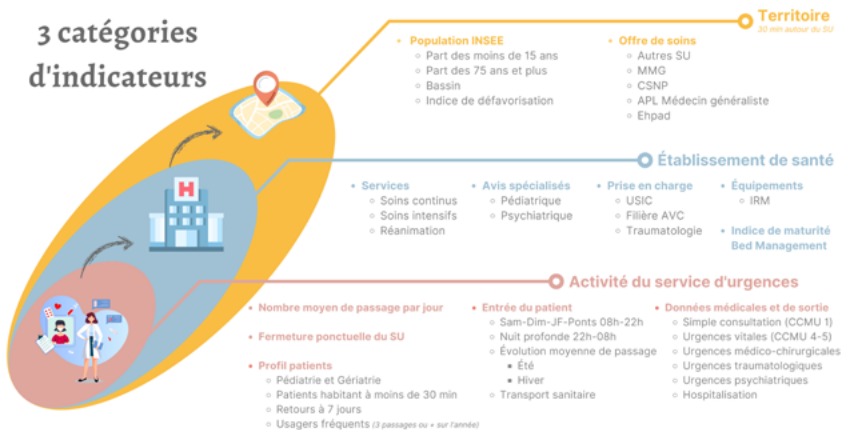 3 catégories
d'indicateurs
Territoire
30 min autour du SU
Population INSEE
Part des moins de 15 ans
Part des 75 ans et plus
Bassin
Indice de défavorisation
Offre de soins
Autres SU
MMG
CSNP
APL Médecin généraliste
Ehpad
Établissement de santé
Services
Soins continus
Soins intensifs
Réanimation
Avis spécialisés
Pédiatrique
Psychiatrique
Prise en charge
USIC
Filière AVC
Traumatologie
Équipements
IRM
Indice de maturité
Bed Management
H
Activité du service d'urgences
Nombre moyen de passage par jour
Fermeture ponctuelle du SU
Profil patients
Pédiatrie et Gériatrie
Patients habitant à moins de 30 min
Retours à 7 jours
Usagers fréquents (3 passages ou + sur l'année)
Entrée du patient
Sam-Dim-JF-Ponts 08h-22h
Nuit profonde 22h-08h
Évolution moyenne de passage
Été
Hiver
Transport sanitaire
Données médicales et de sortie
Simple consultation (CCMU 1)
Urgences vitales (CCMU 4-5)
Urgences médico-chirurgicales
Urgences traumatologiques
Urgences psychiatriques
Hospitalisation